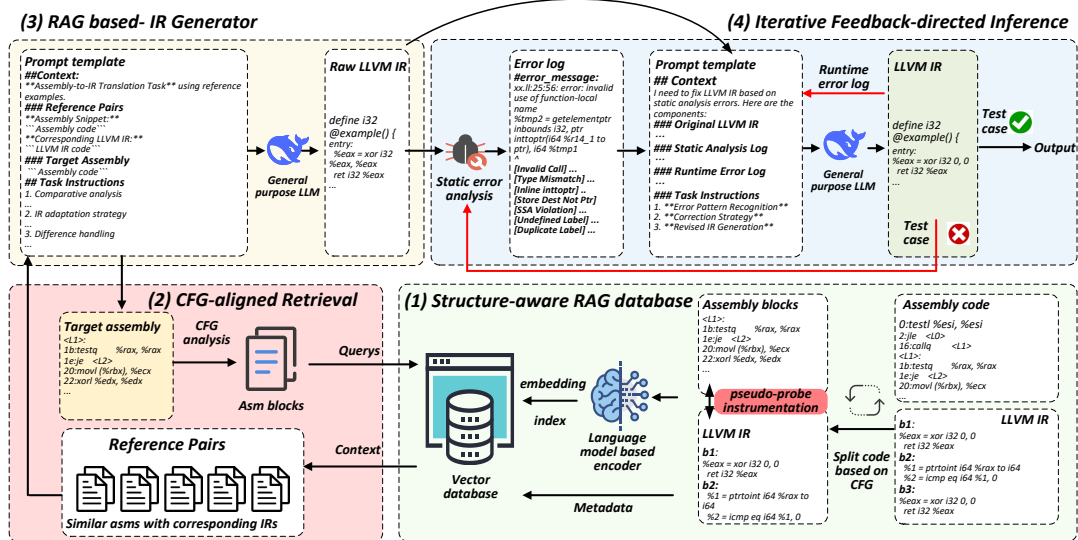 (3) RAG based- IR Generator
Prompt template
##Context:
**Assembly-to-IR Translation Task** using reference
examples.
### Reference Pairs
**Assembly Snippet:
```Assembly code```
**Corresponding LLVM IR:**
``` LLVM IR code```
### Target Assembly
``` Assembly code```
## Task Instructions
1. Comparative analysis
...
2. IR adaptation strategy
...
3. Difference handling
...
General
purpose LLM
Raw LLVM IR
define i32
@example() {
entry:
%eax = xor i32
%eax, %eax
ret i32 %eax
...
(4) Iterative Feedback-directed Inference
Static error
analysis
Error log
#error_message:
xx.ll:25:56: error: invalid
use of function-local
name
%tmp2 = getelementptr
inbounds i32, ptr
inttoptr(i64 %r14_1 to
ptr), i64 %tmp1
^
[Invalid Call] ...
[Type Mismatch] ...
[Inline inttoptr] ..
[Store Dest Not Ptr]
[SSA Violation] ...
[Undefined Label] ...
[Duplicate Label] ...
Prompt template
## Context
I need to fix LLVM IR based on
static analysis errors. Here are the
components:
### Original LLVM IR
...
### Static Analysis Log
...
### Runtime Error Log
...
### Task Instructions
1. **Error Pattern Recognition**
2. **Correction Strategy**
3. **Revised IR Generation**
Runtime
error log
General
purpose LLM
LLVM IR
define i32
@example() {
entry:
%eax = xor i32 0, 0
ret i32 %eax
...
Test
case
Output
Test
case
(2) CFG-aligned Retrieval
Target assembly
<L1>:
1b:testq %rax, %rax
1e:je <L2>
20:movl (%rbx), %ecx
22:xorl %edx, %edx
...
CFG
analysis
Asm blocks
Querys
Reference Pairs
Similar asms with corresponding IRs
Context
(1) Structure-aware RAG database
Vector
database
embedding
index
Language
model based
encoder
Metadata
Assembly blocks
<L1>:
1b:testq %rax, %rax
1e:je <L2>
20:movl (%rbx), %ecx
22:xorl %edx, %edx
...
pseudo-probe
instrumentation
LLVM IR
b1:
%eax = xor i32 0, 0
ret i32 %eax
b2:
%1 = ptrtoint i64 %rax to
i64
%2 = icmp eq i64 %1, 0
Split code
based on
CFG
Assembly code
0:testl %esi, %esi
2:jle <L0>
16:callq <L1>
<L1>:
1b:testq %rax, %rax
1e:je <L2>
20:movl (%rbx), %ecx
LLVM IR
b1:
%eax = xor i32 0, 0
ret i32 %eax
b2:
%1 = ptrtoint i64 %rax to i64
%2 = icmp eq i64 %1, 0
b3:
%eax = xor i32 0, 0
ret i32 %eax